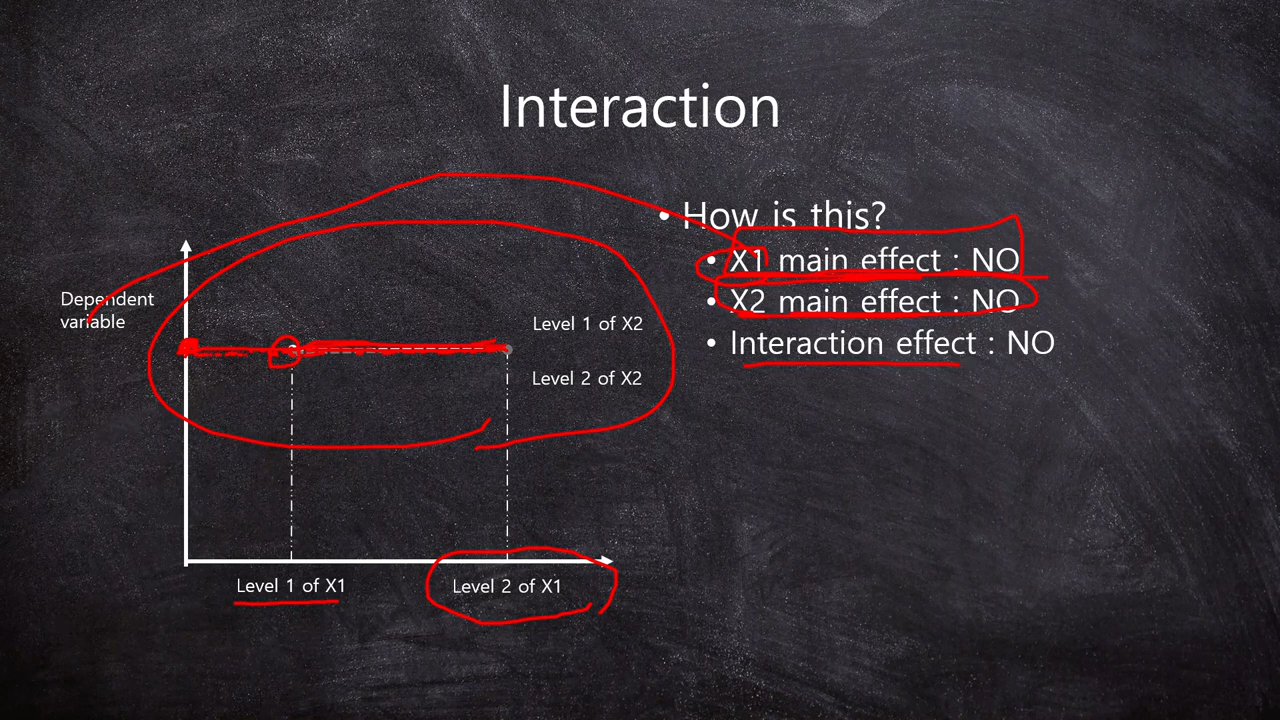 Interaction
• How is this?
• X1 main effect : NO
• X2 main effect : NO
• Interaction effect : NO
Dependent
variable
Level 1 of X2
Level 2 of X2
Level 1 of X1
Level 2 of X1